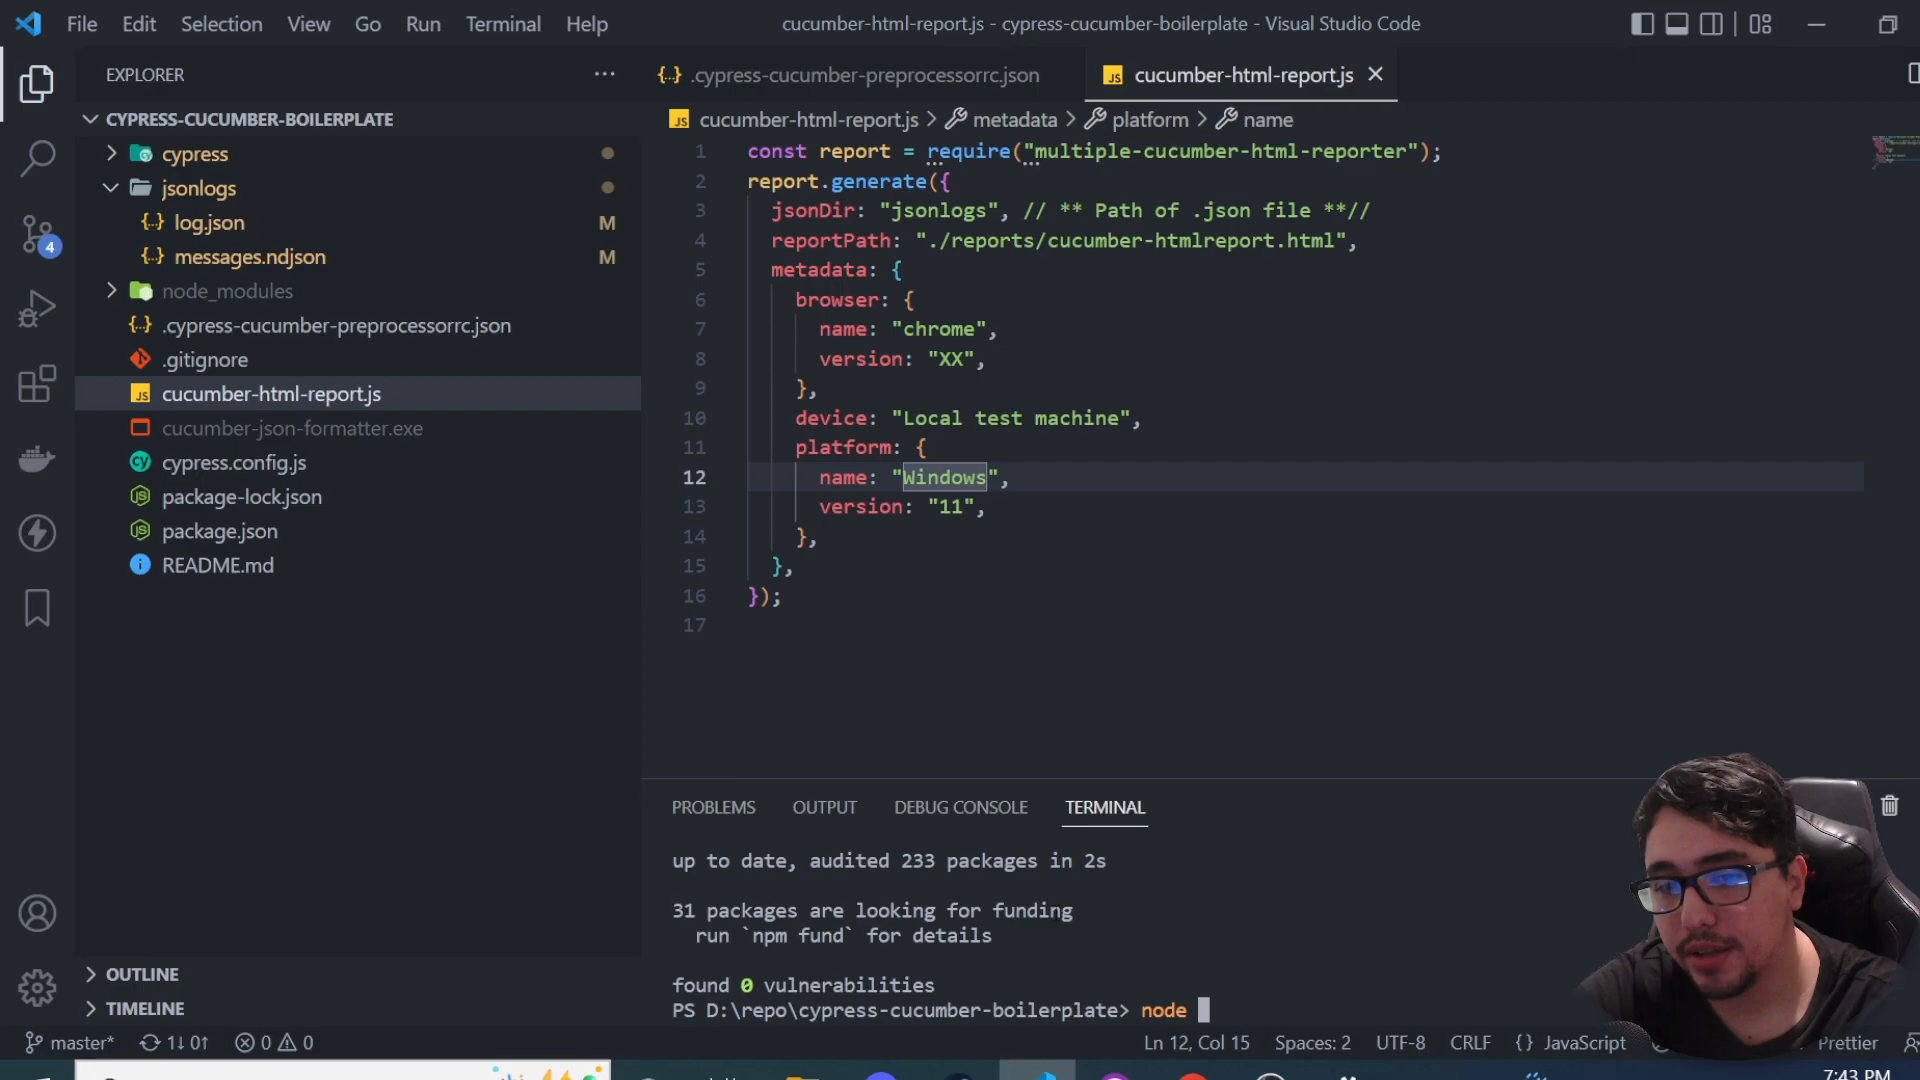 File Edit Selection View Go Run Terminal Help
cucumber-html-report.js - cypress-cucumber-boilerplate - Visual Studio Code
EXPLORER
CYPRESS-CUCUMBER-BOILERPLATE
cypress
jsonlogs
log.json M
messages.ndjson M
node_modules
.cypress-cucumber-preprocessorrc.json
.gitignore
JS cucumber-html-report.js
cucumber-json-formatter.exe
cypress.config.js
package-lock.json
package.json
README.md
4
OUTLINE
TIMELINE
{..} .cypress-cucumber-preprocessorrc.json
JS cucumber-html-report.js
JS cucumber-html-report.js > metadata > platform > name
1 const report = require("multiple-cucumber-html-reporter");
2 report.generate({
3 jsonDir: "jsonlogs", // ** Path of .json file **//
4 reportPath: "./reports/cucumber-htmlreport.html",
5 metadata: {
6 browser: {
7 name: "chrome",
8 version: "XX",
9 },
10 device: "Local test machine",
11 platform: {
12 name: "Windows",
13 version: "11",
14 },
15 },
16 });
17
PROBLEMS OUTPUT DEBUG CONSOLE TERMINAL
up to date, audited 233 packages in 2s
31 packages are looking for funding
run `npm fund` for details
found 0 vulnerabilities
PS D:\repo\cypress-cucumber-boilerplate> node
master* 1↓ 0↑ 0 0
Ln 12, Col 15 Spaces: 2 UTF-8 CRLF {} JavaScript Prettier
7:43 PM